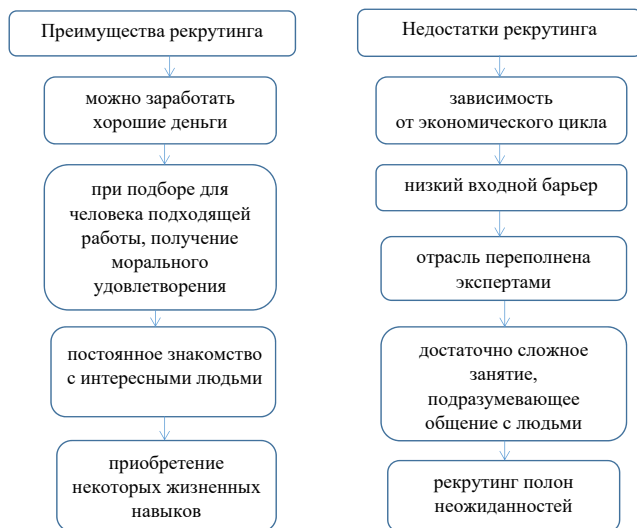 Преимущества рекрутинга
можно заработать
хорошие деньги
при подборе для
человека подходящей
работы, получение
морального
удовлетворения
постоянное знакомство
с интересными людьми
приобретение
некоторых жизненных
навыков
Недостатки рекрутинга
зависимость
от экономического цикла
низкий входной барьер
отрасль переполнена
экспертами
достаточно сложное
занятие,
подразумевающее
общение с людьми
рекрутинг полон
неожиданностей